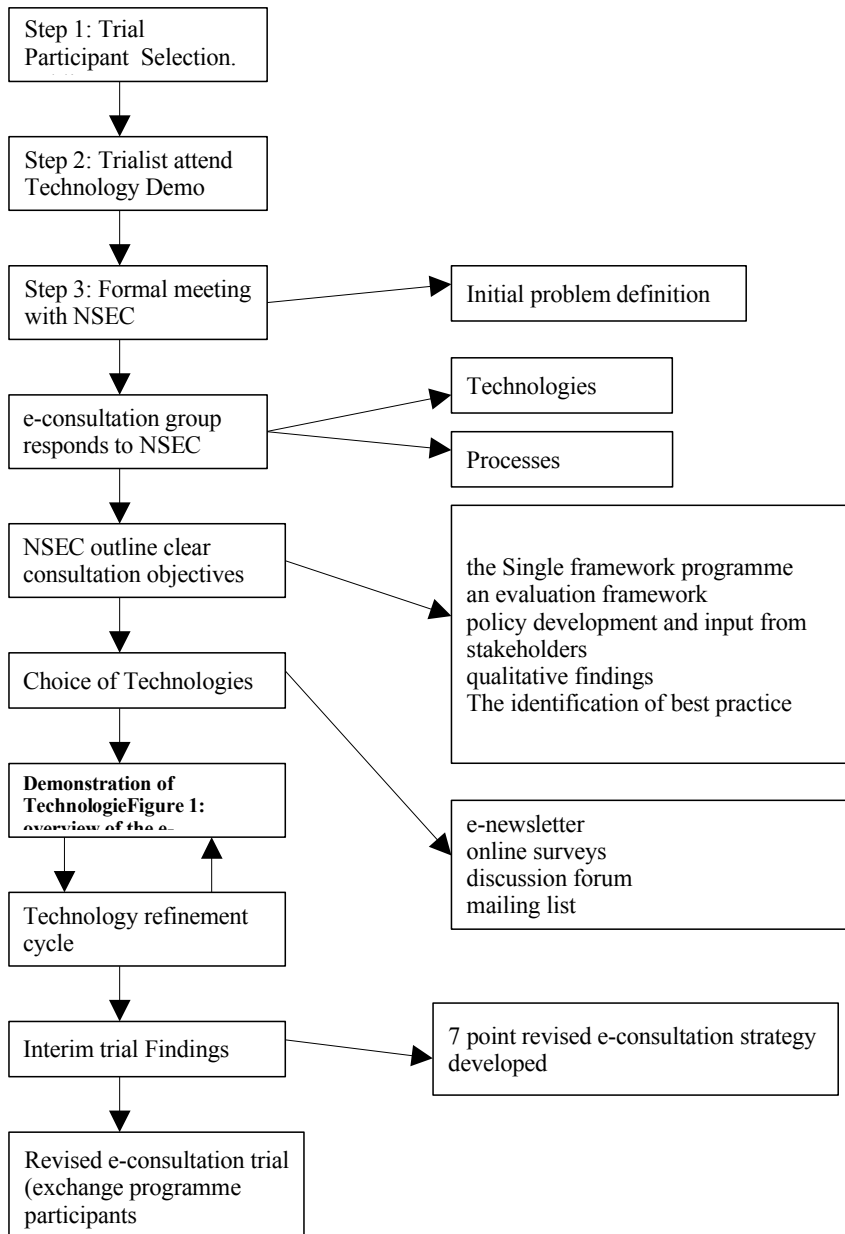 Step 1: Trial
Participant Selection.
Step 2: Trialist attend
Technology Demo
Step 3: Formal meeting
with NSEC
Initial problem definition
e-consultation group
responds to NSEC
Technologies
Processes
NSEC outline clear
consultation objectives
the Single framework programme
an evaluation framework
policy development and input from
stakeholders
qualitative findings
The identification of best practice
Choice of Technologies
e-newsletter
online surveys
discussion forum
mailing list
Demonstration of
TechnologieFigure 1:
overview of the e-
Technology refinement
cycle
Interim trial Findings
7 point revised e-consultation strategy
developed
Revised e-consultation trial
(exchange programme
participants